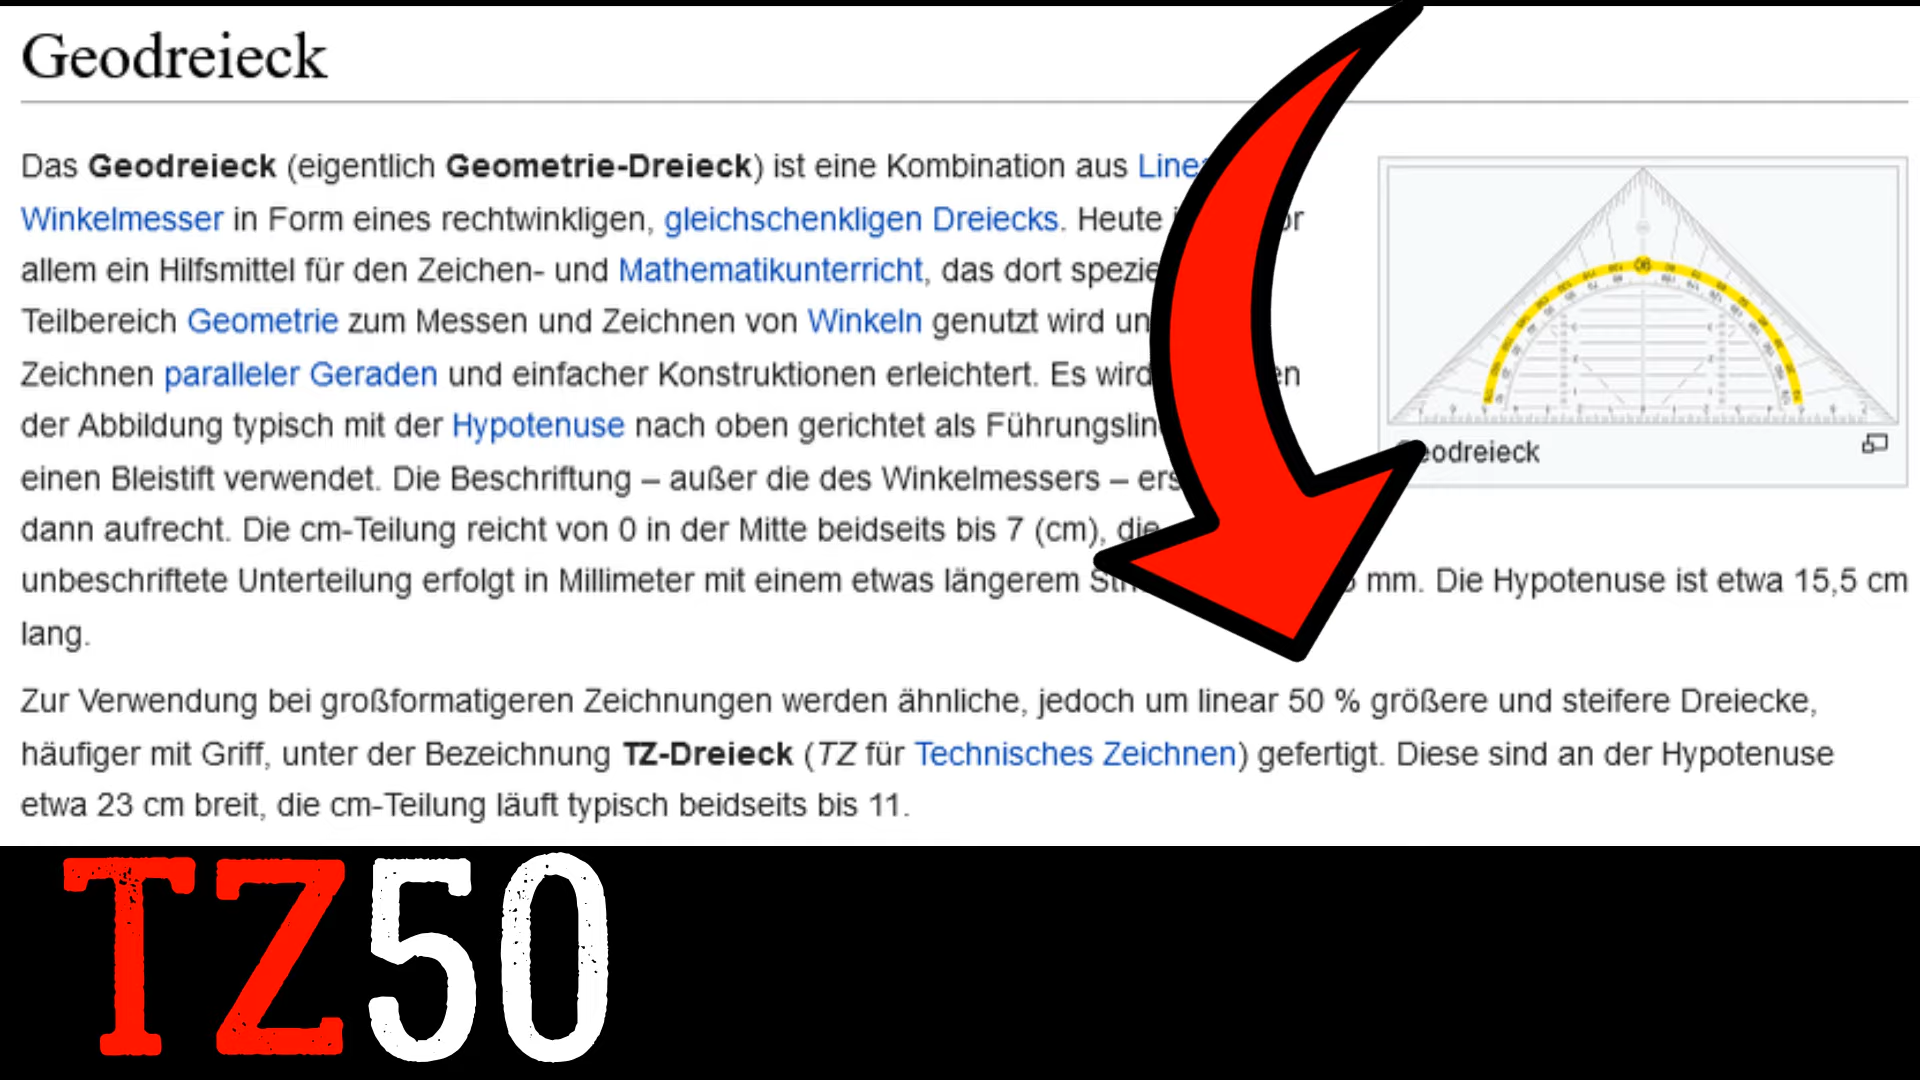 Geodreieck
Das Geodreieck (eigentlich Geometrie-Dreieck) ist eine Kombination aus
Winkelmesser in Form eines rechtwinkligen, gleichschenkligen Dreiecks. Heute
allem ein Hilfsmittel für den Zeichen- und Mathematikunterricht, das dort
Teilbereich Geometrie zum Messen und Zeichnen von Winkeln genutzt wird
Zeichnen paralleler Geraden und einfacher Konstruktionen erleichtert. Es wird
der Abbildung typisch mit der Hypotenuse nach oben gerichtet als
einen Bleistift verwendet. Die Beschriftung – außer die des Winkelmessers –
dann aufrecht. Die cm-Teilung reicht von 0 in der Mitte beidseits bis 7 (cm), die
unbeschriftete Unterteilung erfolgt in Millimeter mit einem etwas längerem mm. Die Hypotenuse ist etwa 15,5 cm
lang.
Geodreieck
Zur Verwendung bei großformatigeren Zeichnungen werden ähnliche, jedoch um linear 50 % größere und steifere Dreiecke,
häufiger mit Griff, unter der Bezeichnung TZ-Dreieck (TZ für Technisches Zeichnen) gefertigt. Diese sind an der Hypotenuse
etwa 23 cm breit, die cm-Teilung läuft typisch beidseits bis 11.
TZ50